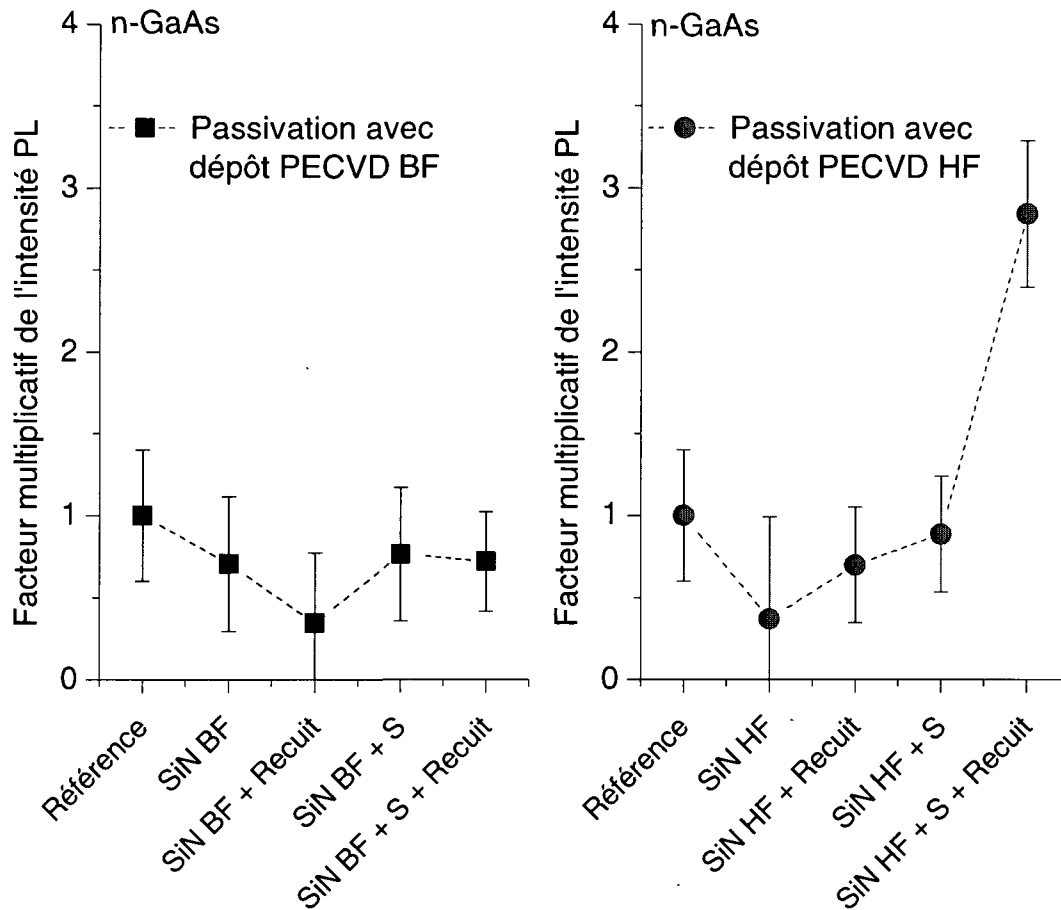 n-GaAs
Passivation avec
dépôt PECVD BF
Facteur multiplicatif de l'intensité PL
4
3
2
1
0
Référence
SiN BF
SiN BF + Recuit
SiN BF + S
SiN BF + S + Recuit
n-GaAs
Passivation avec
dépôt PECVD HF
Facteur multiplicatif de l'intensité PL
4
3
2
1
0
Référence
SiN HF
SiN HF + Recuit
SiN HF + S
SiN HF + S + Recuit